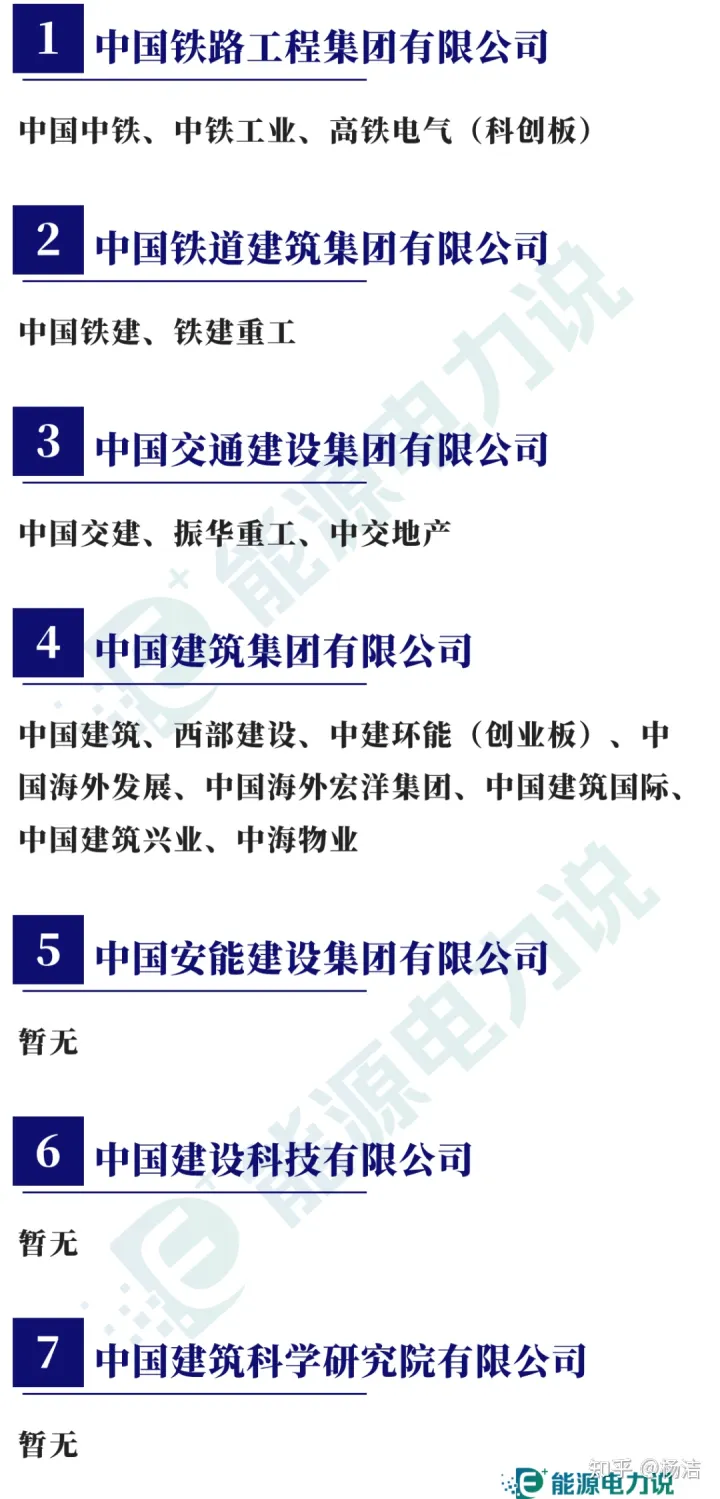 1 中国铁路工程集团有限公司
中国中铁、中铁工业、高铁电气（科创板）
2 中国铁道建筑集团有限公司
中国铁建、铁建重工
3 中国交通建设集团有限公司
中国交建、振华重工、中交地产
4 中国建筑集团有限公司
中国建筑、西部建设、中建环能（创业板）、中
国海外发展、中国海外宏洋集团、中国建筑国际、
中国建筑兴业、中海物业
5 中国安能建设集团有限公司
暂无
6 中国建设科技有限公司
暂无
7 中国建筑科学研究院有限公司
暂无
能源电力说
能源电力说
知乎 @杨洁
能源电力说